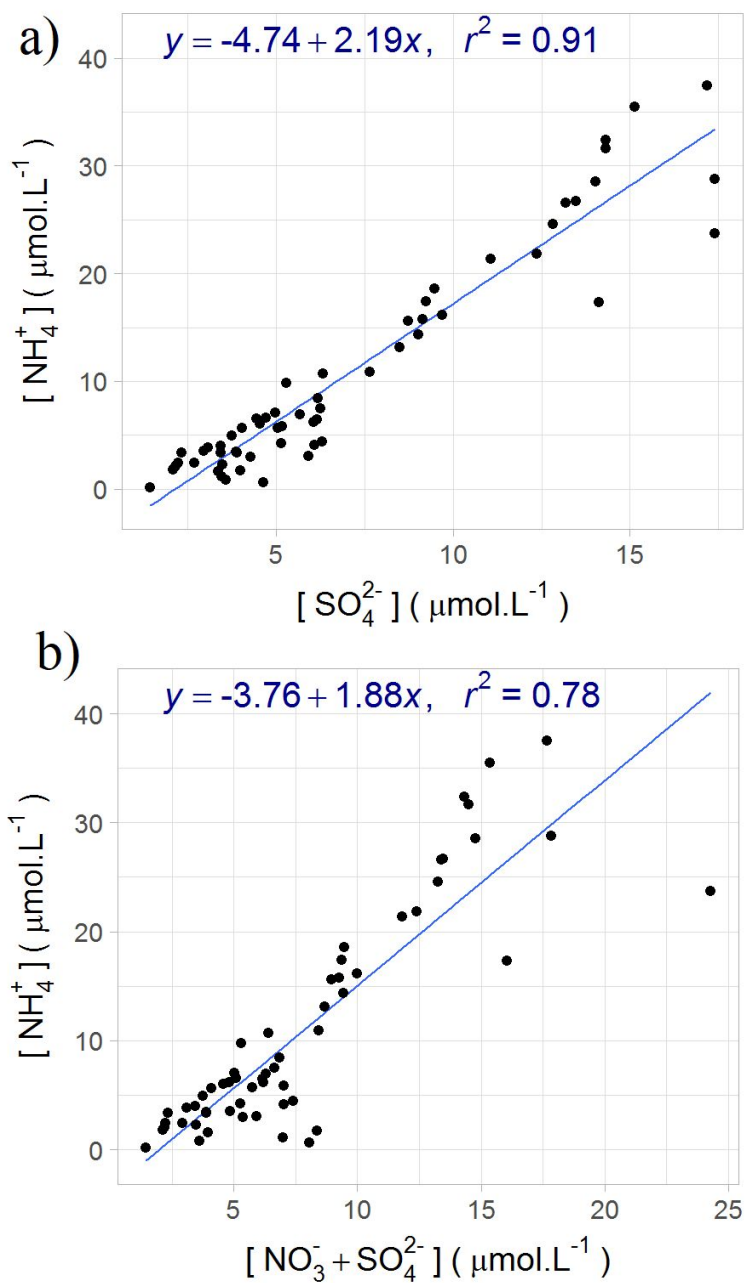 a)
y = -4.74 + 2.19x, r² = 0.91
40
30
20
10
0
[ NH₄⁺ ] ( μmol.L⁻¹ )
5 10 15
[ SO₄²⁻ ] ( μmol.L⁻¹ )
b)
y = -3.76 + 1.88x, r² = 0.78
40
30
20
10
0
[ NH₄⁺ ] ( μmol.L⁻¹ )
5 10 15 20 25
[ NO₃⁻ + SO₄²⁻ ] ( μmol.L⁻¹ )